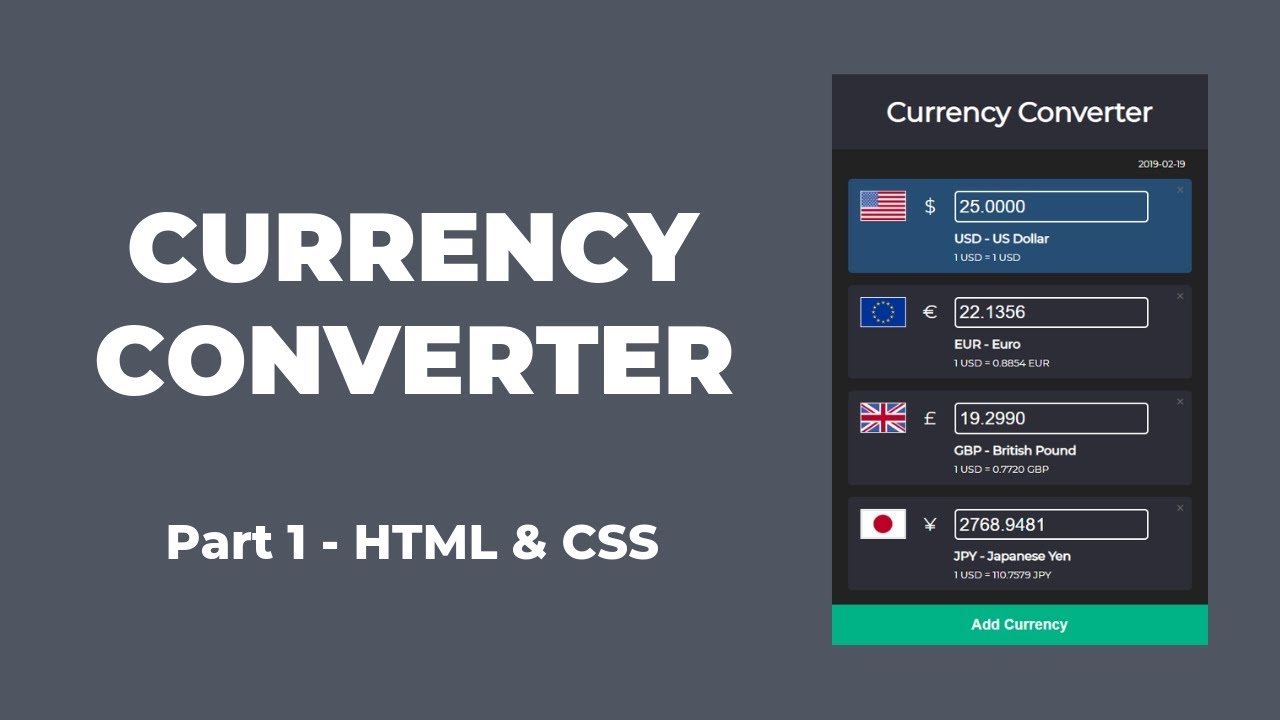 CURRENCY
CONVERTER
Part 1 - HTML & CSS
Currency Converter
2019-02-19
×
$ 25.0000
USD - US Dollar
1 USD = 1 USD
×
€ 22.1356
EUR - Euro
1 USD = 0.8854 EUR
×
£ 19.2990
GBP - British Pound
1 USD = 0.7720 GBP
×
¥ 2768.9481
JPY - Japanese Yen
1 USD = 110.7579 JPY
Add Currency